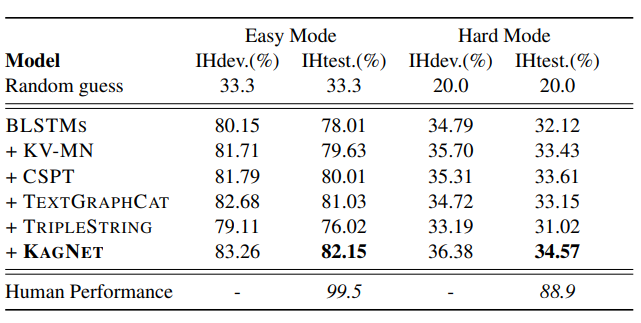 Easy Mode Hard Mode
Model IHdev.(%) IHtest.(%) IHdev.(%) IHtest.(%)
Random guess 33.3 33.3 20.0 20.0
BLSTMs 80.15 78.01 34.79 32.12
+ KV-MN 81.71 79.63 35.70 33.43
+ CSPT 81.79 80.01 35.31 33.61
+ TEXTGRAPHCAT 82.68 81.03 34.72 33.15
+ TRIPLESTRING 79.11 76.02 33.19 31.02
+ KAGNET 83.26 82.15 36.38 34.57
Human Performance - 99.5 - 88.9